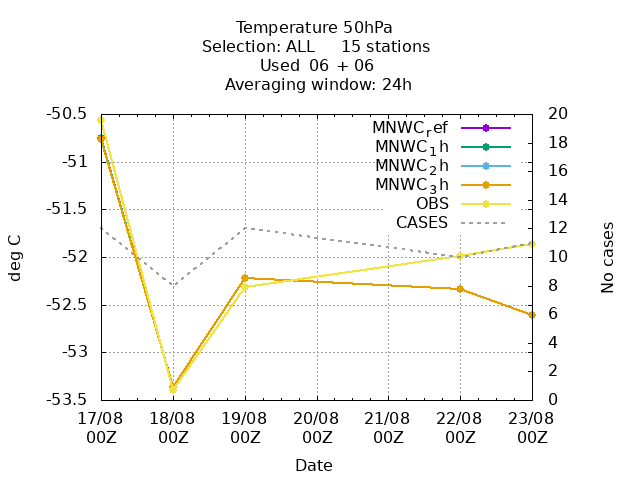 Temperature 50hPa
Selection: ALL 15 stations
Used 06 + 06
Averaging window: 24h
-50.5
-51
-51.5
-52
-52.5
-53
-53.5
deg C
20
18
16
14
12
10
8
6
4
2
0
No cases
MNWC_ref
MNWC_1h
MNWC_2h
MNWC_3h
OBS
CASES
17/08 18/08 19/08 20/08 21/08 22/08 23/08
00Z 00Z 00Z 00Z 00Z 00Z 00Z
Date